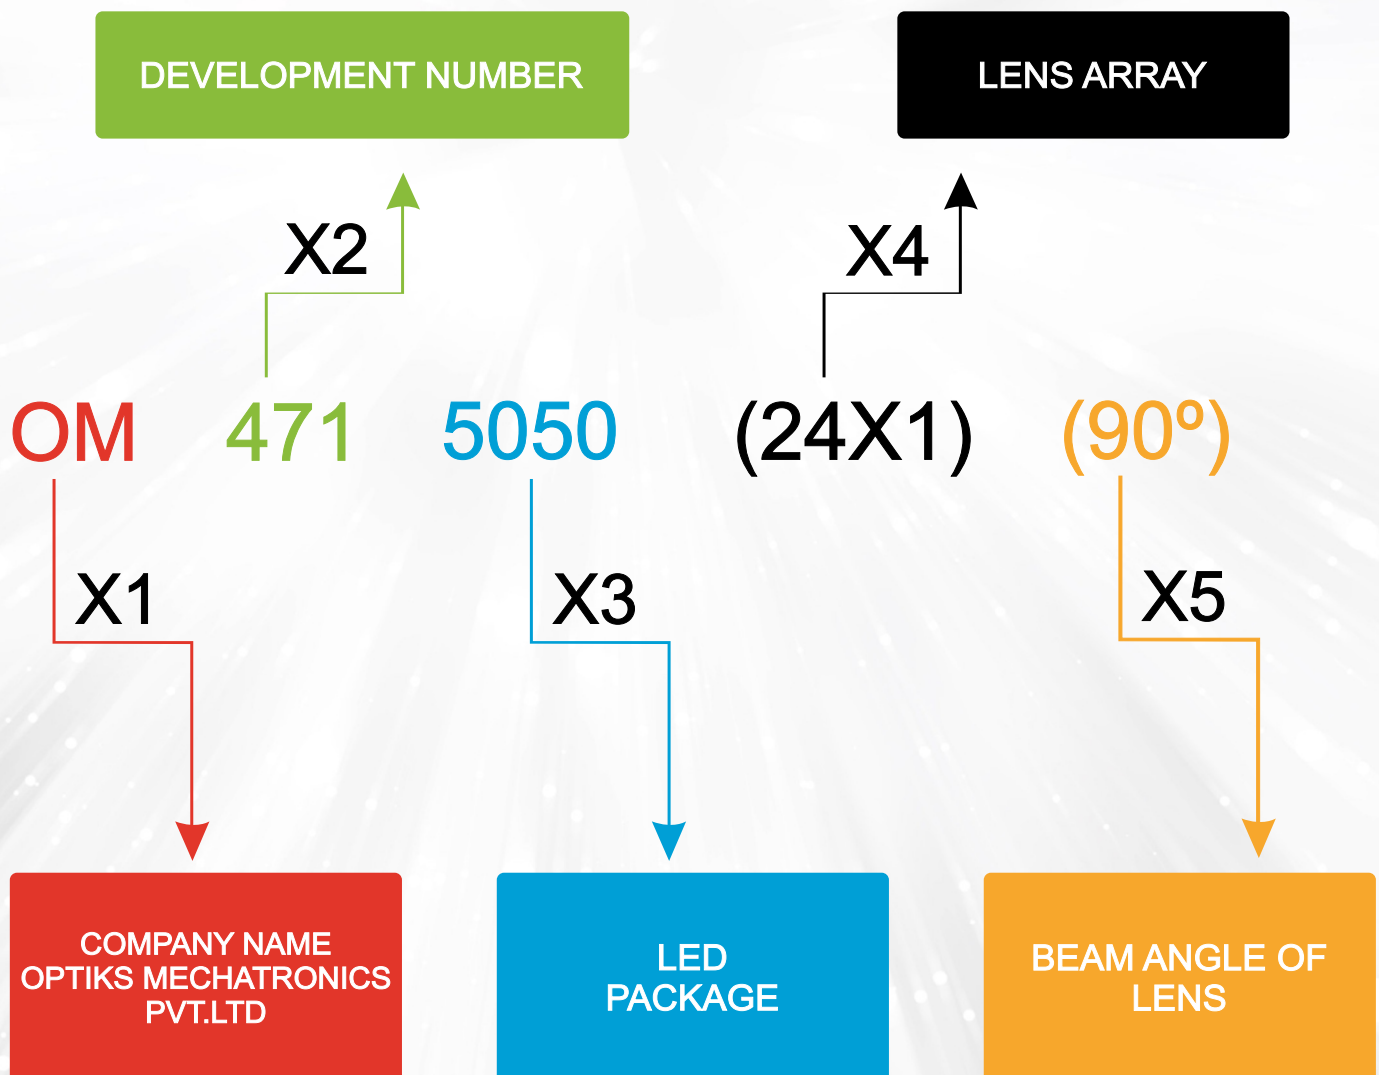 DEVELOPMENT NUMBER
LENS ARRAY
X2
X4
OM 471 5050 (24X1) (90º)
X1
X3
X5
COMPANY NAME
OPTIKS MECHATRONICS
PVT.LTD
LED
PACKAGE
BEAM ANGLE OF
LENS